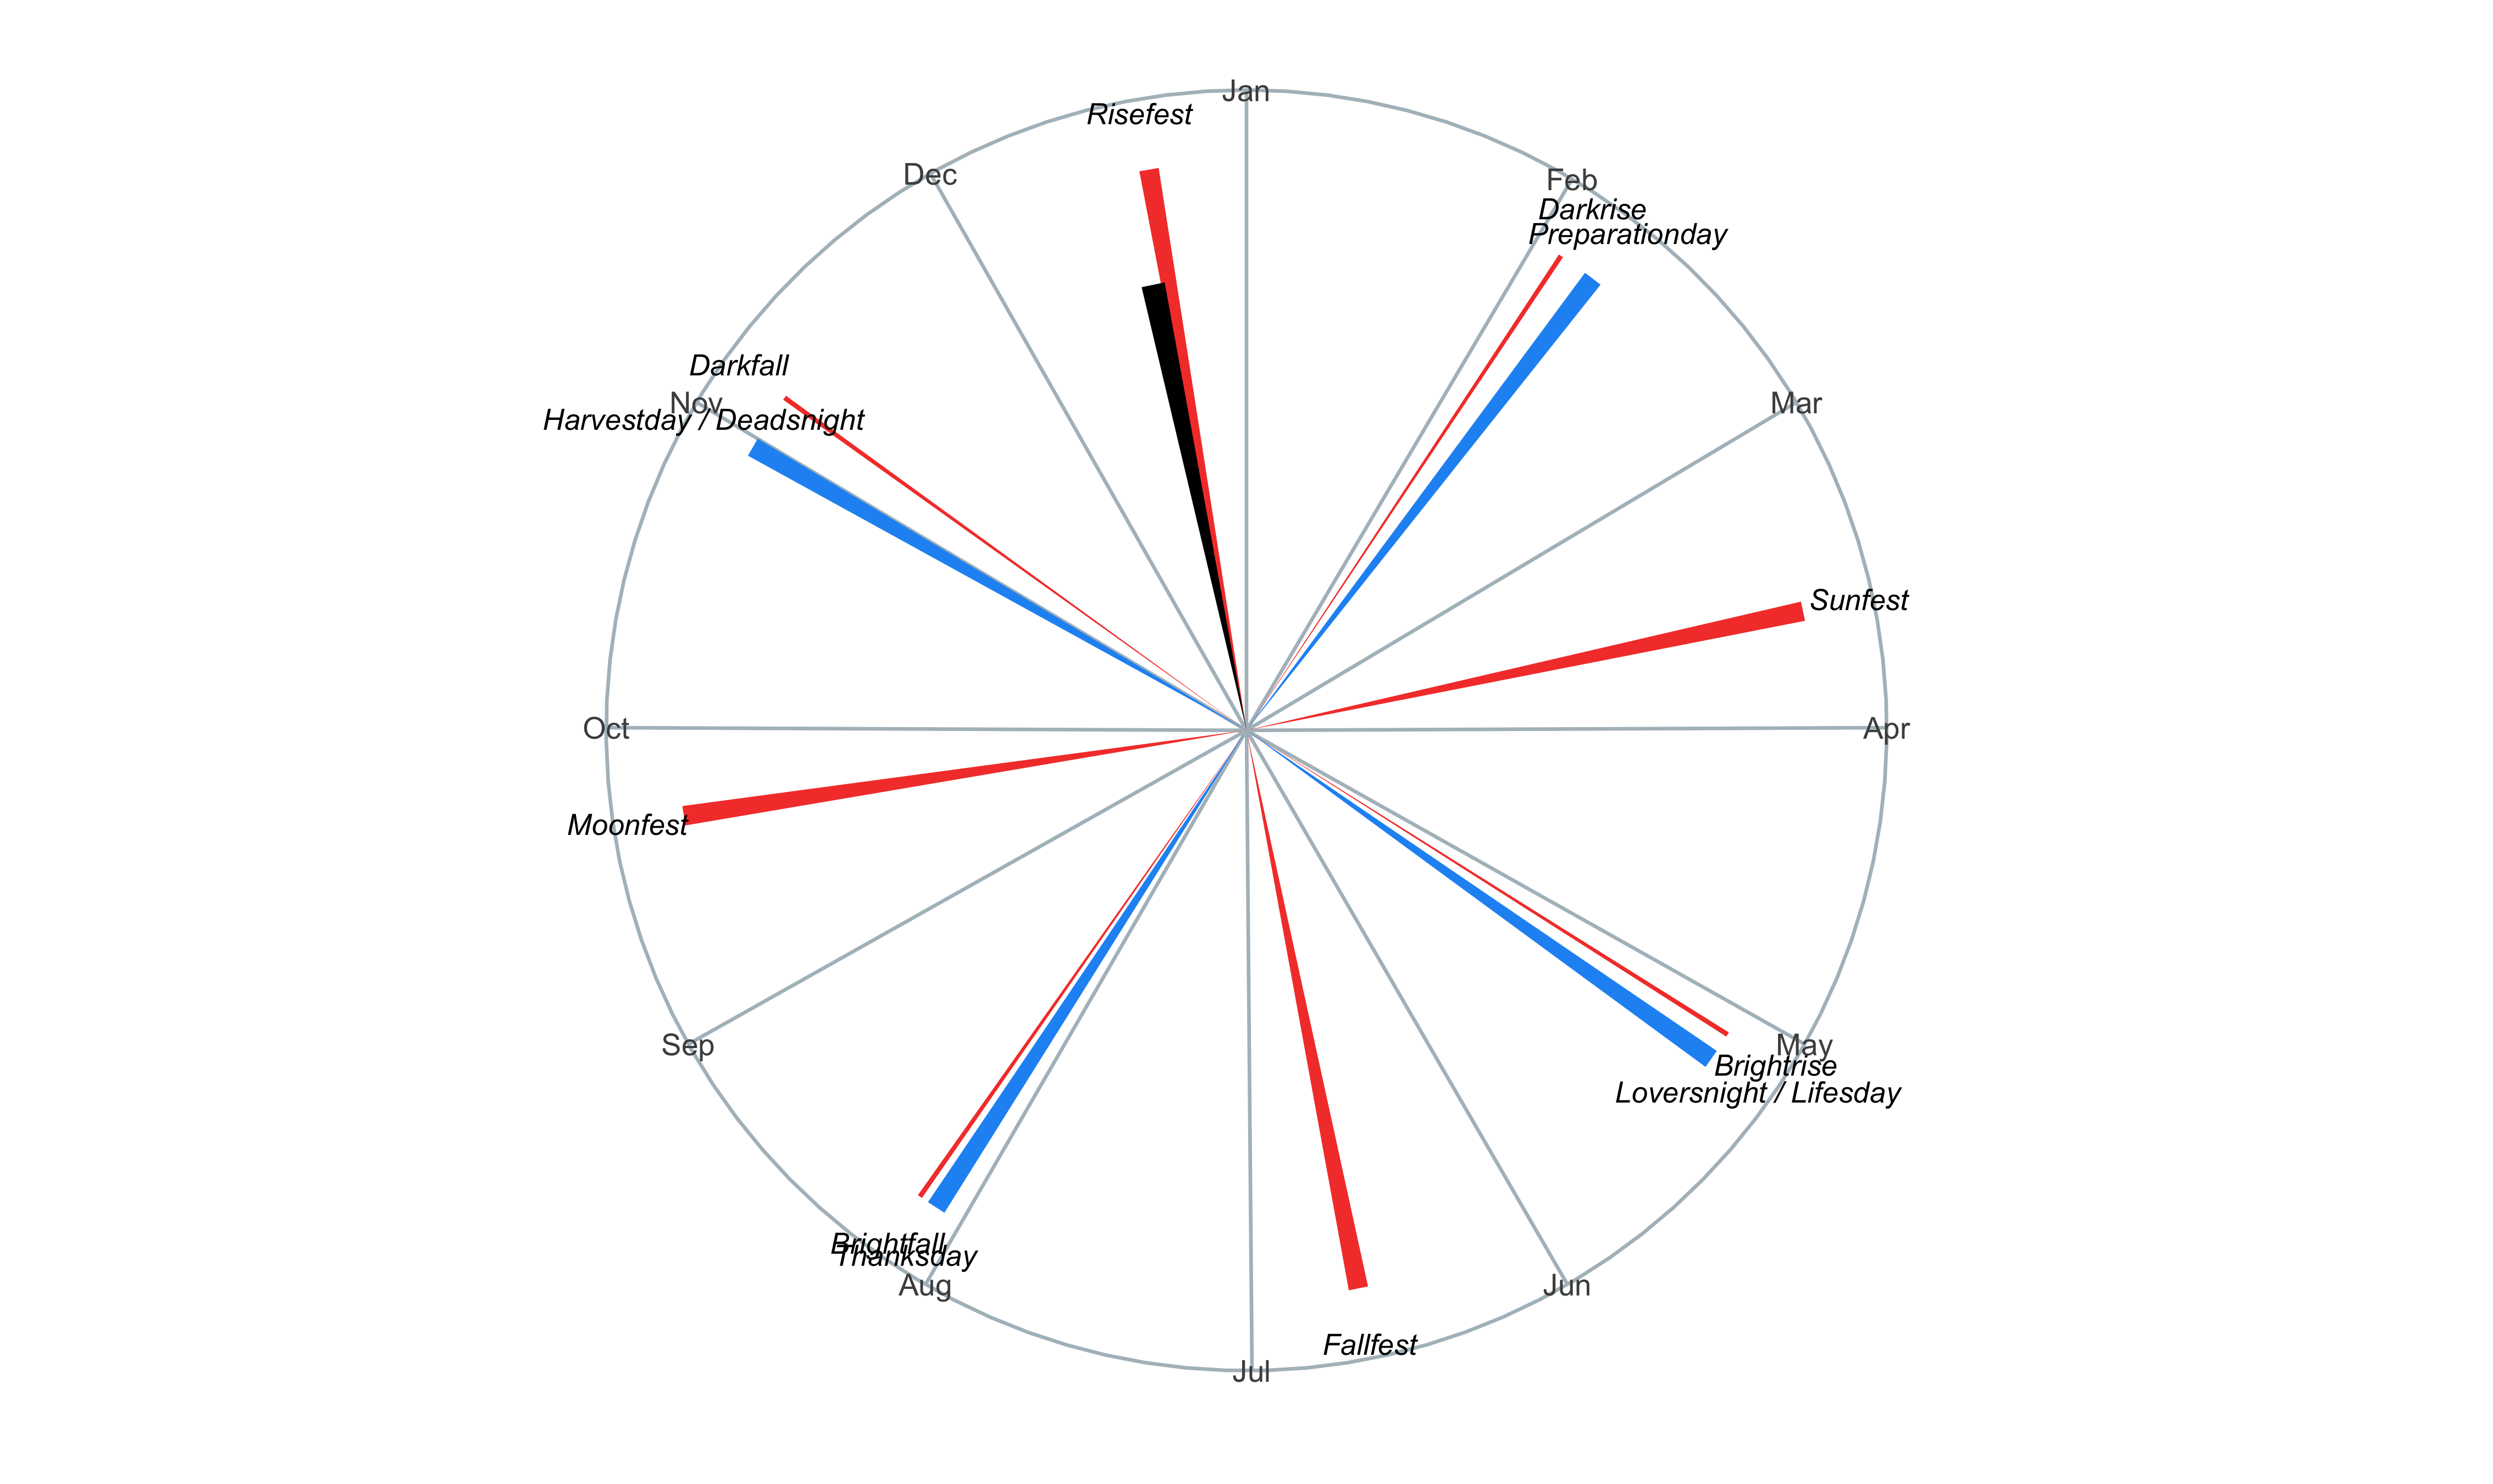 Jan
Risefest
Dec
Feb
Darkrise
Preparationday
Darkfall
Nov
Mar
Harvestday / Deadsnight
Sunfest
Oct
Apr
Moonfest
Sep
May
Brightrise
Loversnight / Lifesday
Brightfall
Thanksday
Aug
Jun
Fallfest
Jul